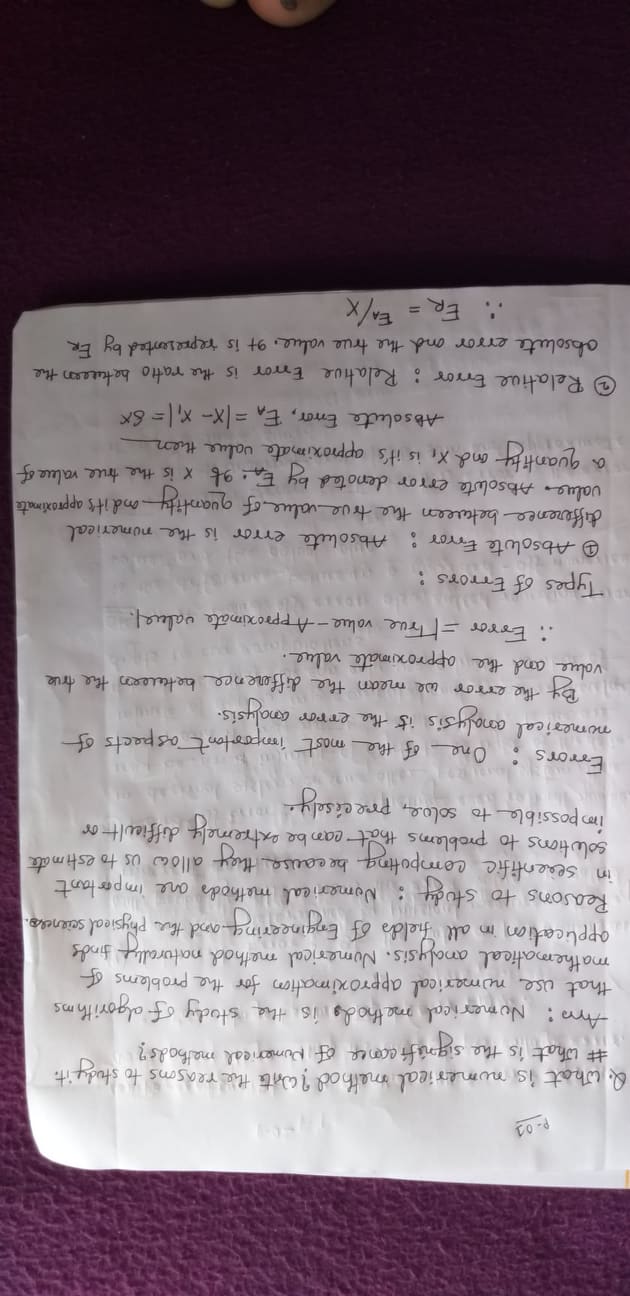 P-01
Q. What is numerical method? Write the reasons to study it.
# What is the significance of Numerical methods?
Ans: Numerical methods is the study of algorithms
that use numerical approximation for the problems of
mathematical analysis. Numerical method naturally finds
application in all fields of Engineering and the physical sciences.
Reasons to study: Numerical methods are important
in scientific computing because they allow us to estimate
solutions to problems that can be extremely difficult or
impossible to solve, precisely.
Errors: One of the most important aspects of
numerical analysis is the error analysis.
By the error we mean the difference between the true
value and the approximate value.
∴ Error = |True value - Approximate value|.
Types of Errors:
① Absolute Error: Absolute error is the numerical
difference between the true value of quantity and it's approximate
value. Absolute error denoted by E_A. If X is the true value of
a quantity and X₁ is it's approximate value then
Absolute Error, E_A = |X - X₁| = δX
② Relative Error: Relative Error is the ratio between the
absolute error and the true value. It is represented by E_R
∴ E_R = E_A/X